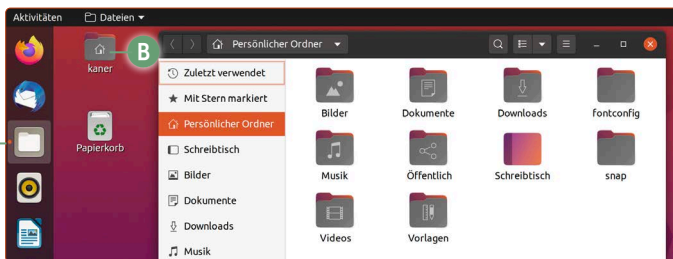 Aktivitäten Dateien
B Persönlicher Ordner
kaner
Zuletzt verwendet
Mit Stern markiert
Bilder Dokumente Downloads fontconfig
Persönlicher Ordner
Papierkorb
Schreibtisch
Musik Öffentlich Schreibtisch snap
Bilder
Dokumente
Downloads
Videos Vorlagen
Musik